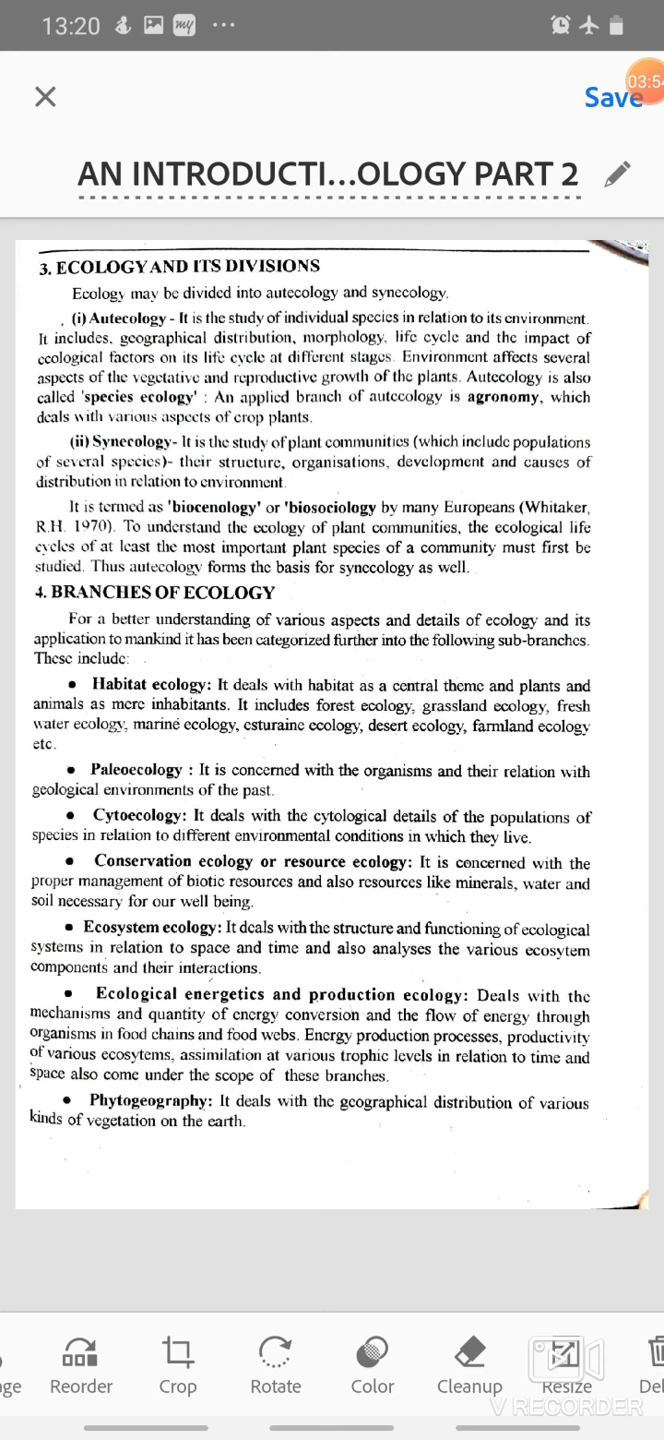 13:20 my ...
03:54
Save
AN INTRODUCTI...OLOGY PART 2
3. ECOLOGY AND ITS DIVISIONS
Ecology may be divided into autecology and synecology.
(i) Autecology - It is the study of individual species in relation to its environment.
It includes, geographical distribution, morphology, life cycle and the impact of
ecological factors on its life cycle at different stages. Environment affects several
aspects of the vegetative and reproductive growth of the plants. Autecology is also
called 'species ecology' : An applied branch of autecology is agronomy, which
deals with various aspects of crop plants.
(ii) Synecology- It is the study of plant communities (which include populations
of several species)- their structure, organisations, development and causes of
distribution in relation to environment.
It is termed as 'biocenology' or 'biosociology by many Europeans (Whitaker,
R.H. 1970). To understand the ecology of plant communities, the ecological life
cycles of at least the most important plant species of a community must first be
studied. Thus autecology forms the basis for synecology as well.
4. BRANCHES OF ECOLOGY
For a better understanding of various aspects and details of ecology and its
application to mankind it has been categorized further into the following sub-branches.
These include:
• Habitat ecology: It deals with habitat as a central theme and plants and
animals as mere inhabitants. It includes forest ecology, grassland ecology, fresh
water ecology, marine ecology, esturaine ecology, desert ecology, farmland ecology
etc.
• Paleoecology : It is concerned with the organisms and their relation with
geological environments of the past.
• Cytoecology: It deals with the cytological details of the populations of
species in relation to different environmental conditions in which they live.
• Conservation ecology or resource ecology: It is concerned with the
proper management of biotic resources and also resources like minerals, water and
soil necessary for our well being.
• Ecosystem ecology: It deals with the structure and functioning of ecological
systems in relation to space and time and also analyses the various ecosytem
components and their interactions.
• Ecological energetics and production ecology: Deals with the
mechanisms and quantity of energy conversion and the flow of energy through
organisms in food chains and food webs. Energy production processes, productivity
of various ecosytems, assimilation at various trophic levels in relation to time and
space also come under the scope of these branches.
• Phytogeography: It deals with the geographical distribution of various
kinds of vegetation on the earth.
ge Reorder Crop Rotate Color Cleanup Resize Del
V RECORDER